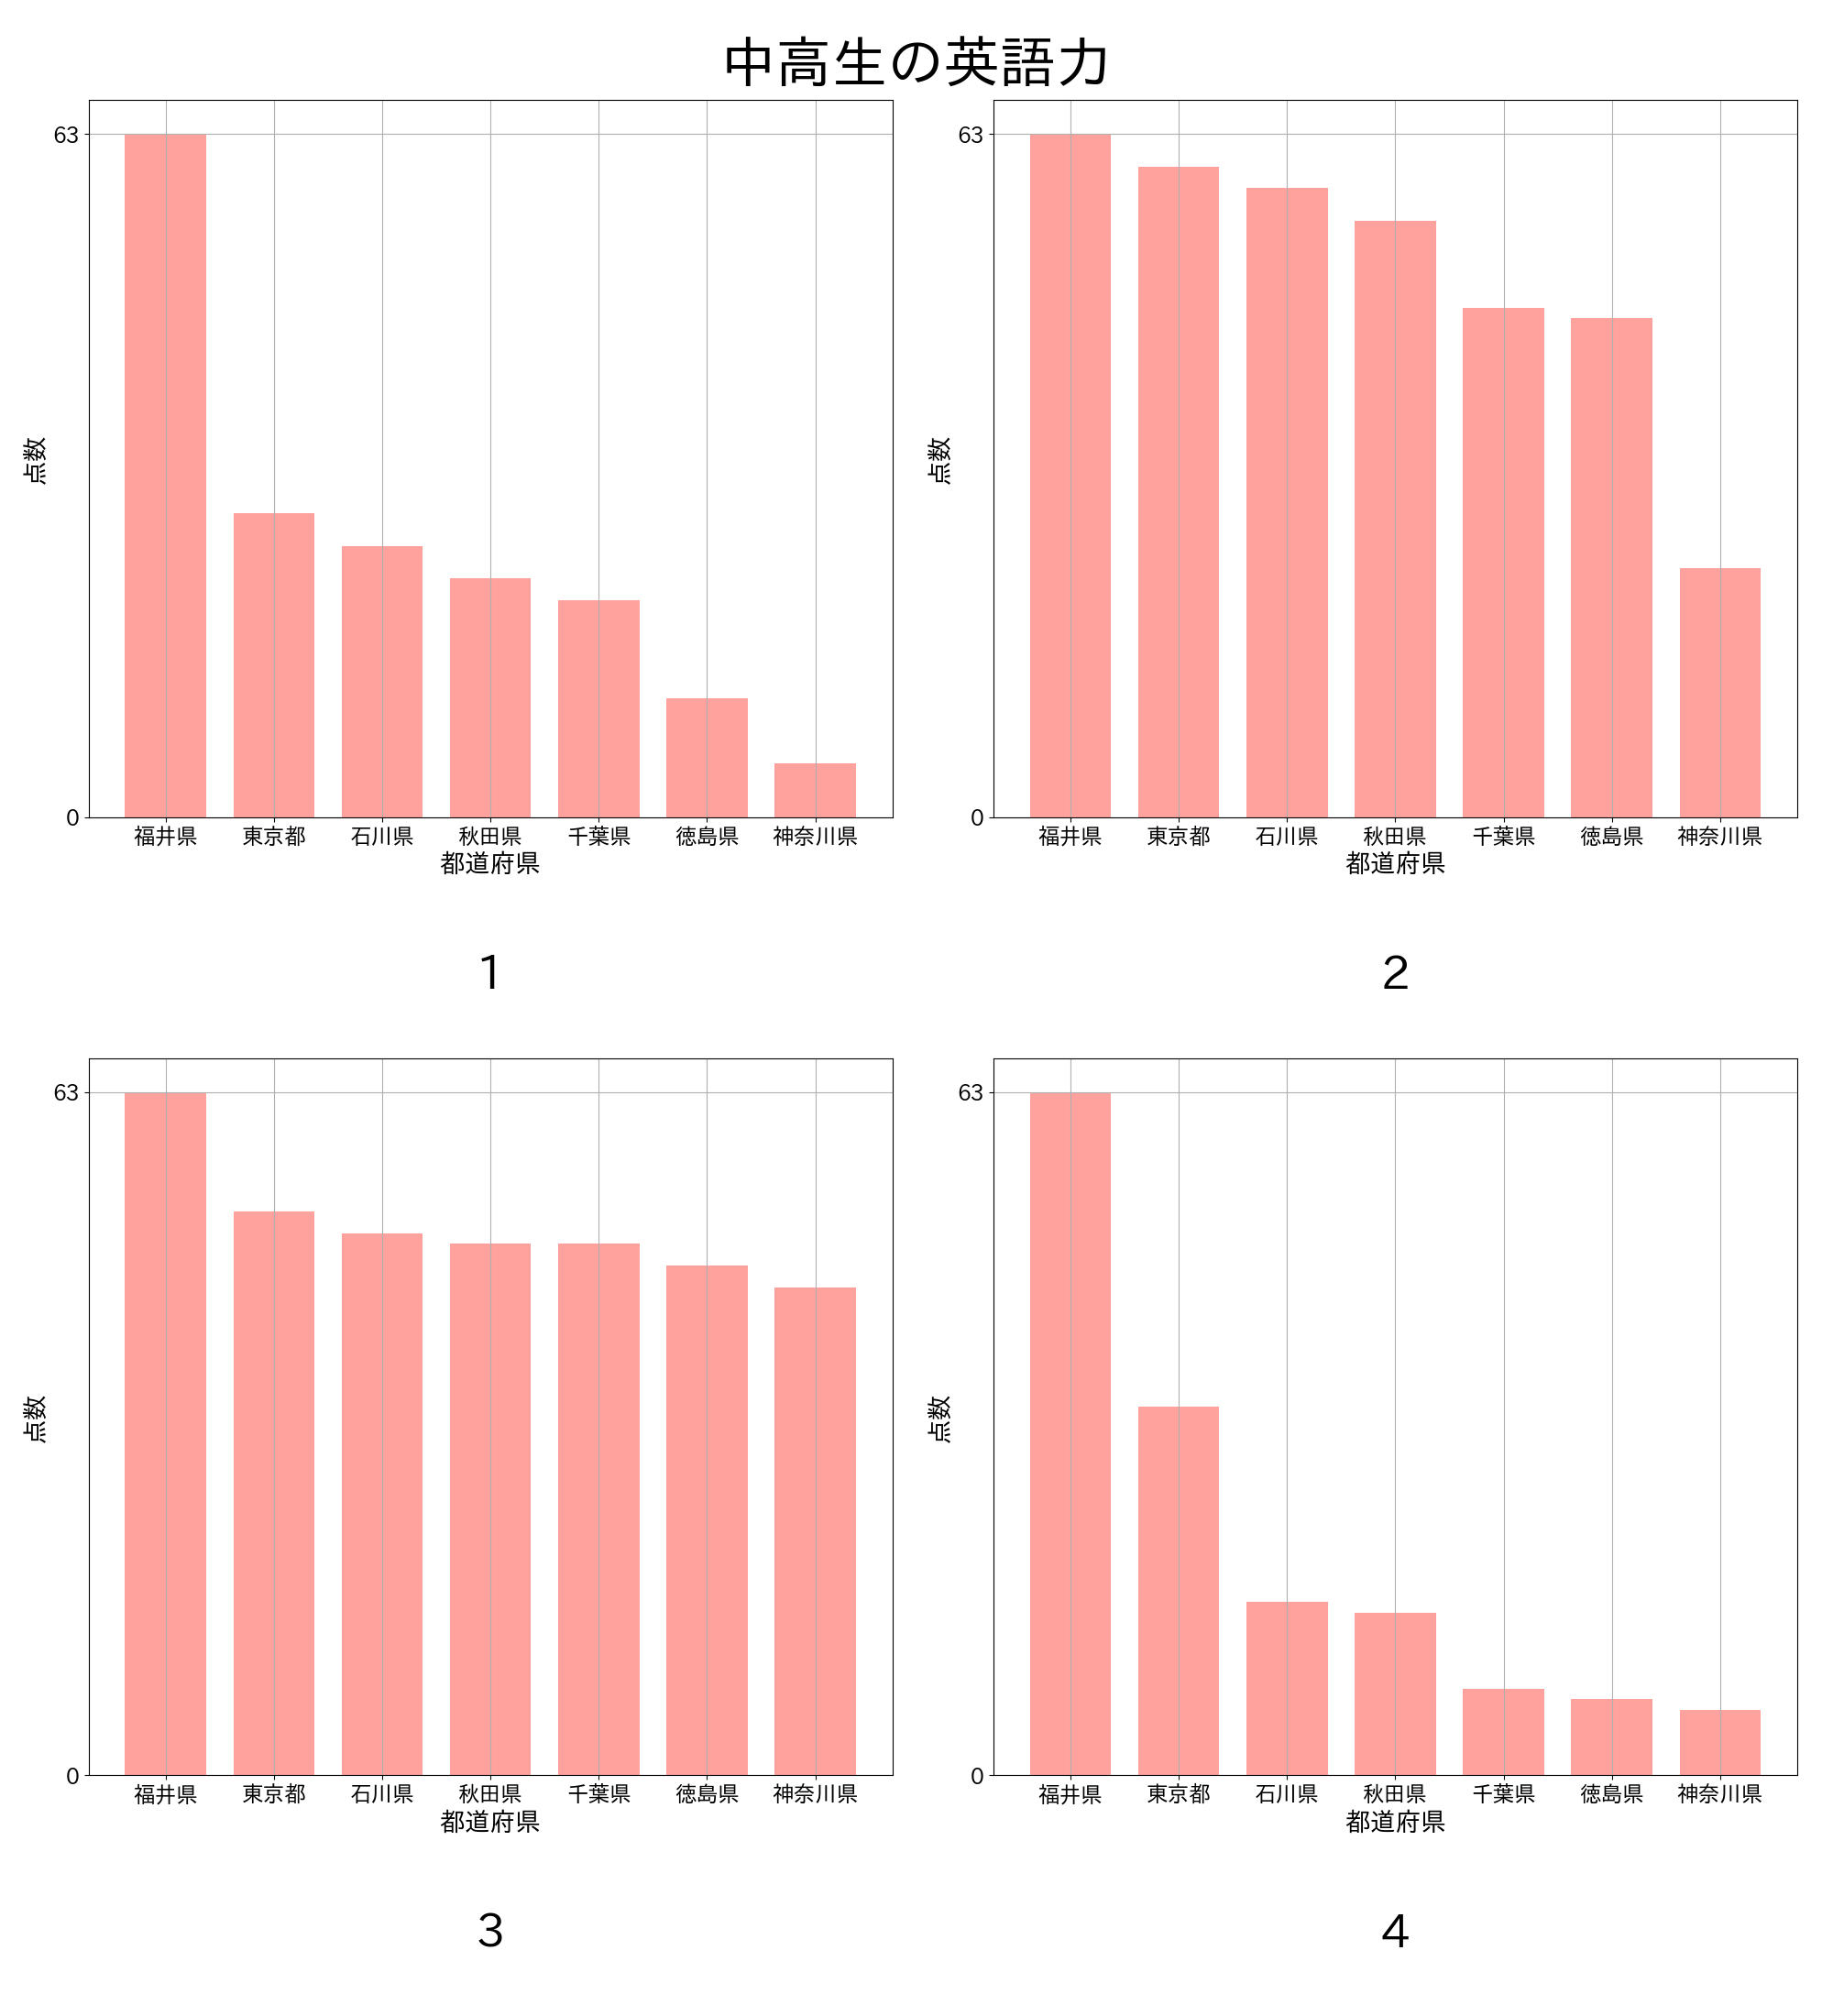 中高生の英語力
63
0
点数
福井県 東京都 石川県 秋田県 千葉県 徳島県 神奈川県
都道府県
1
63
0
点数
福井県 東京都 石川県 秋田県 千葉県 徳島県 神奈川県
都道府県
2
63
0
点数
福井県 東京都 石川県 秋田県 千葉県 徳島県 神奈川県
都道府県
3
63
0
点数
福井県 東京都 石川県 秋田県 千葉県 徳島県 神奈川県
都道府県
4